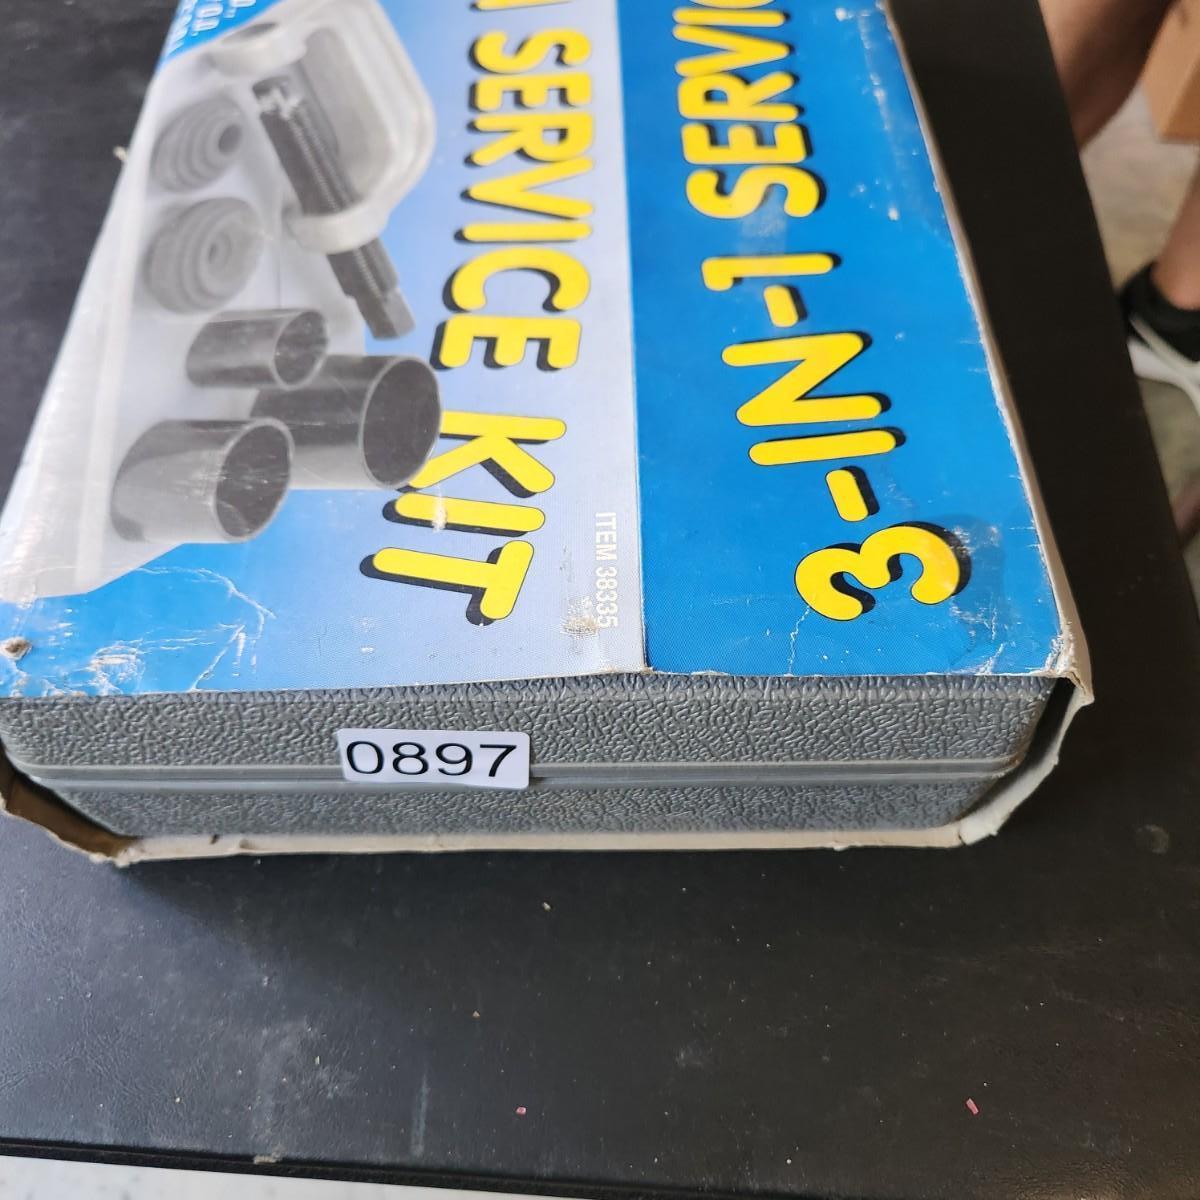 SERVICE KIT
ITEM 38335
3-IN-1 SERVIC
0897